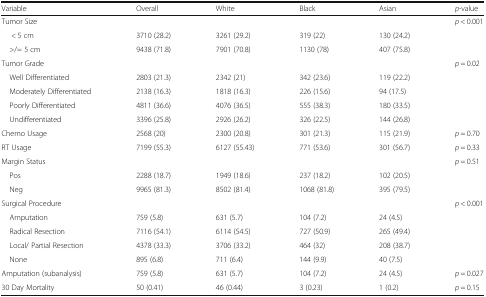 Variable Overall White Black Asian p-value
Tumor Size p < 0.001
< 5 cm 3710 (28.2) 3261 (29.2) 319 (22) 130 (24.2)
>/= 5 cm 9438 (71.8) 7901 (70.8) 1130 (78) 407 (75.8)
Tumor Grade p = 0.02
Well Differentiated 2803 (21.3) 2342 (21) 342 (23.6) 119 (22.2)
Moderately Differentiated 2138 (16.3) 1818 (16.3) 226 (15.6) 94 (17.5)
Poorly Differentiated 4811 (36.6) 4076 (36.5) 555 (38.3) 180 (33.5)
Undifferentiated 3396 (25.8) 2926 (26.2) 326 (22.5) 144 (26.8)
Chemo Usage 2568 (20) 2300 (20.8) 301 (21.3) 115 (21.9) p = 0.70
RT Usage 7199 (55.3) 6127 (55.43) 771 (53.6) 301 (56.7) p = 0.33
Margin Status p = 0.51
Pos 2288 (18.7) 1949 (18.6) 237 (18.2) 102 (20.5)
Neg 9965 (81.3) 8502 (81.4) 1068 (81.8) 395 (79.5)
Surgical Procedure p < 0.001
Amputation 759 (5.8) 631 (5.7) 104 (7.2) 24 (4.5)
Radical Resection 7116 (54.1) 6114 (54.5) 727 (50.9) 265 (49.4)
Local/ Partial Resection 4378 (33.3) 3706 (33.2) 464 (32) 208 (38.7)
None 895 (6.8) 711 (6.4) 144 (9.9) 40 (7.5)
Amputation (subanalysis) 759 (5.8) 631 (5.7) 104 (7.2) 24 (4.5) p = 0.027
30 Day Mortality 50 (0.41) 46 (0.44) 3 (0.23) 1 (0.2) p = 0.15